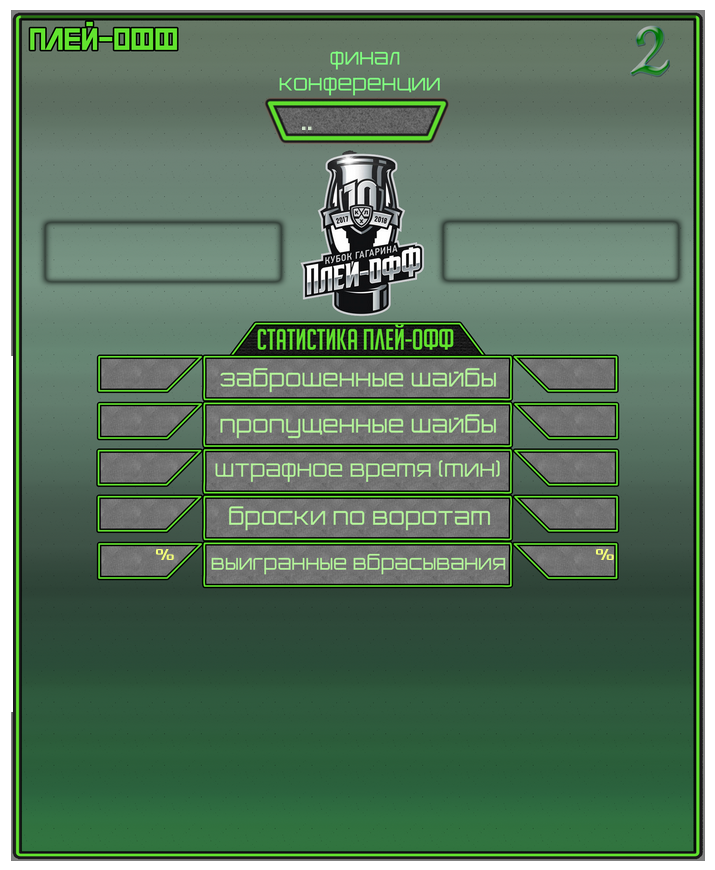 ПЛЕЙ-ОФФ
2
финал
конференции
..
10
2017 КХЛ 2018
КУБОК ГАГАРИНА
ПЛЕЙ-ОФФ
СТАТИСТИКА ПЛЕЙ-ОФФ
заброшенные шайбы
пропущенные шайбы
штрафное время (мин)
броски по воротам
% выигранные вбрасывания %